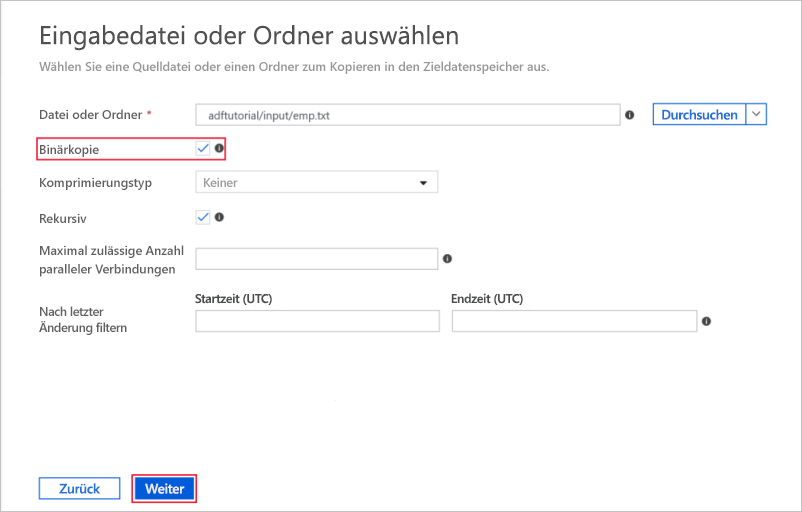 Eingabedatei oder Ordner auswählen
Wählen Sie eine Quelldatei oder einen Ordner zum Kopieren in den Zieldatenspeicher aus.
Datei oder Ordner * adftutorial/input/emp.txt Durchsuchen
Binärkopie
Komprimierungstyp Keiner
Rekursiv
Maximal zulässige Anzahl
paralleler Verbindungen
Startzeit (UTC) Endzeit (UTC)
Nach letzter
Änderung filtern
Zurück Weiter